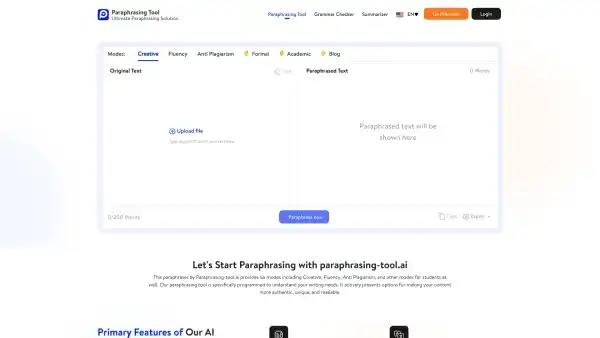 Paraphrasing Tool
Ultimate Paraphrasing Solution
Paraphrasing Tool Grammar Checker Summarizer EN Login
Modes: Creative Fluency Anti Plagiarism Formal Academic Blog
Original Text
Paraphrased Text 0 Words
Upload file
Paraphrased text will be
shown here
0/250 Words
Paraphrase now
Copy Export
Let's Start Paraphrasing with paraphrasing-tool.ai
This paraphraser by Paraphrasing-tool.ai provides six modes including Creative, Fluency, Anti Plagiarism, and other modes for students as
well. Our paraphrasing tool is specifically programmed to understand your writing needs. It actively presents options for making your content
more authentic, unique, and readable.
Primary Features of Our AI